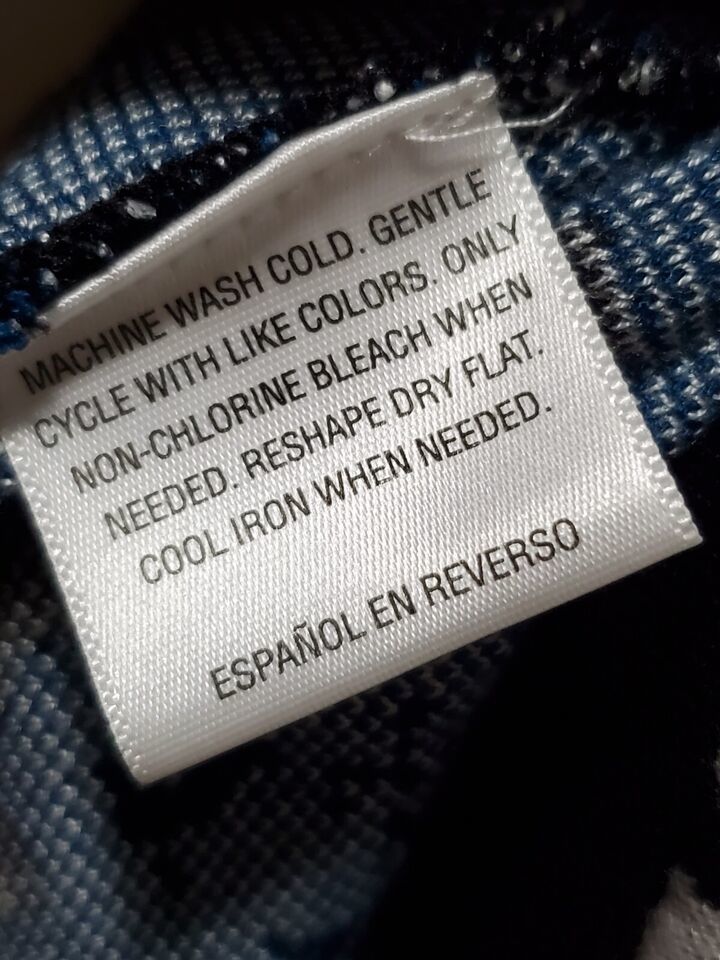 MACHINE WASH COLD. GENTLE
CYCLE WITH LIKE COLORS. ONLY
NON-CHLORINE BLEACH WHEN
NEEDED. RESHAPE DRY FLAT.
COOL IRON WHEN NEEDED.
ESPAÑOL EN REVERSO